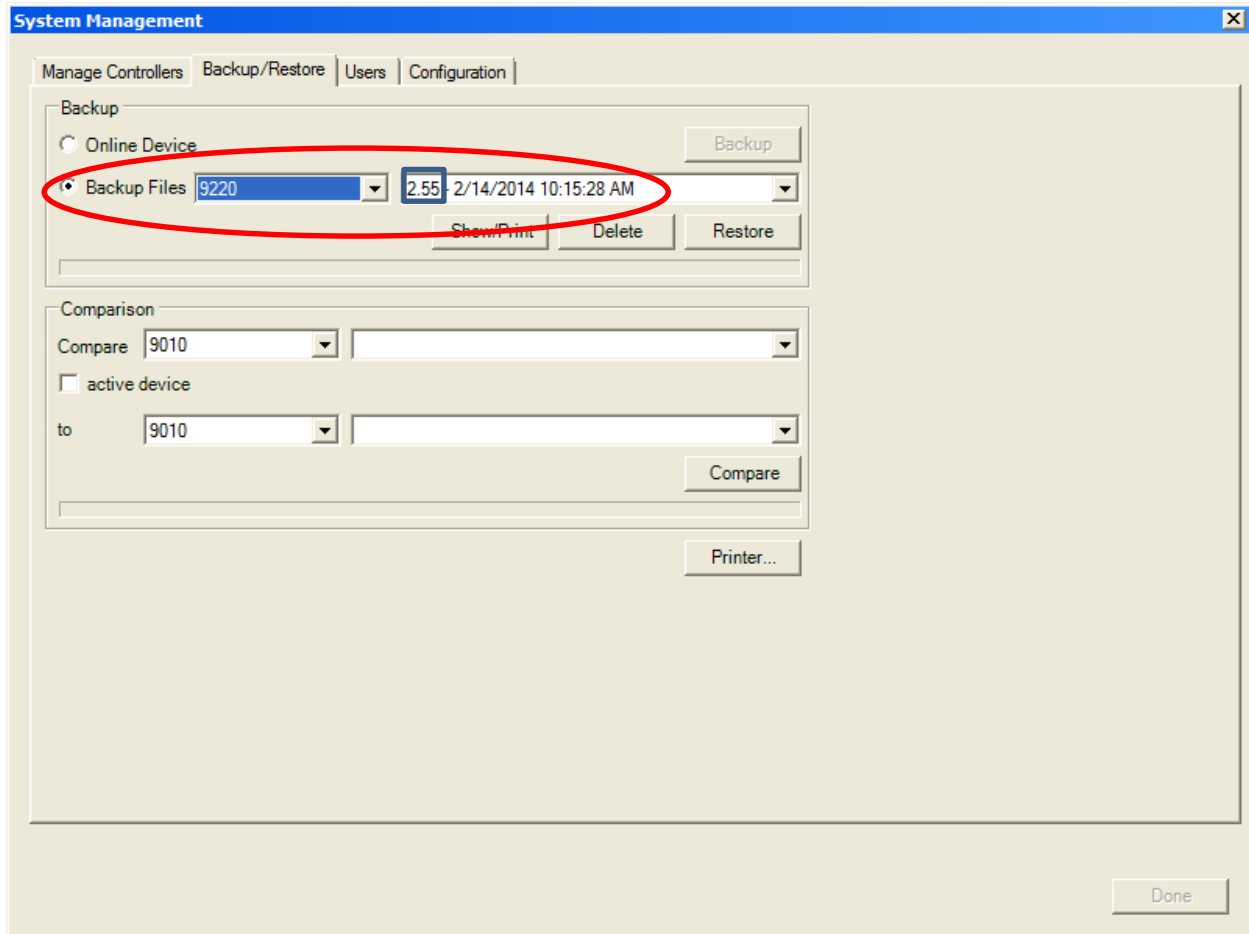 System Management
Manage Controllers Backup/Restore Users Configuration
Backup
Online Device Backup
Backup Files 9220 2.55 - 2/14/2014 10:15:28 AM
Show/Print Delete Restore
Comparison
Compare 9010
active device
to 9010
Compare
Printer...
Done